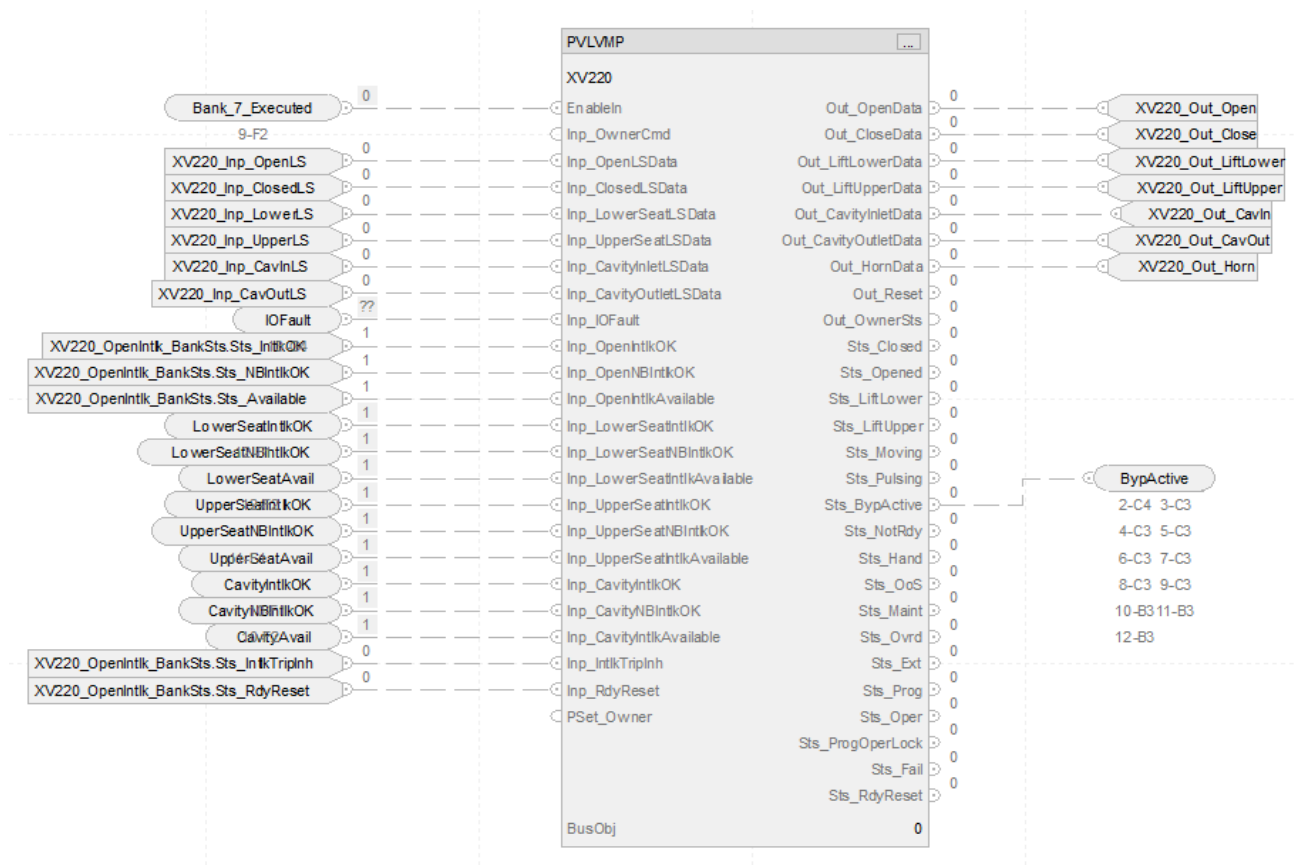 PVLVMP ...
XV220
Bank_7_Executed 0 EnableIn Out_OpenData 0 XV220_Out_Open
9-F2 Inp_OwnerCmd Out_CloseData 0 XV220_Out_Close
XV220_Inp_OpenLS 0 Inp_OpenLSData Out_LiftLowerData 0 XV220_Out_LiftLower
XV220_Inp_ClosedLS 0 Inp_ClosedLSData Out_LiftUpperData 0 XV220_Out_LiftUpper
XV220_Inp_LowerLS 0 Inp_LowerSeatLSData Out_CavityInletData 0 XV220_Out_CavIn
XV220_Inp_UpperLS 0 Inp_UpperSeatLSData Out_CavityOutletData 0 XV220_Out_CavOut
XV220_Inp_CavInLS 0 Inp_CavityInletLSData Out_HornData 0 XV220_Out_Horn
XV220_Inp_CavOutLS 0 Inp_CavityOutletLSData Out_Reset 0
IOFault ?? Inp_IOFault Out_OwnerSts
XV220_OpenIntlk_BankSts.Sts_IntlkOK 1 Inp_OpenIntlkOK Sts_Closed 0
XV220_OpenIntlk_BankSts.Sts_NBIntlkOK 1 Inp_OpenNBIntlkOK Sts_Opened 0
XV220_OpenIntlk_BankSts.Sts_Available 1 Inp_OpenIntlkAvailable Sts_LiftLower 0
LowerSeatIntlkOK 1 Inp_LowerSeatIntlkOK Sts_LiftUpper 0
LowerSeatNBIntlkOK 1 Inp_LowerSeatNBIntlkOK Sts_Moving 0
LowerSeatAvail 1 Inp_LowerSeatIntlkAvailable Sts_Pulsing 0 BypActive
UpperSeatIntlkOK 1 Inp_UpperSeatIntlkOK Sts_BypActive 0 2-C4 3-C3
UpperSeatNBIntlkOK 1 Inp_UpperSeatNBIntlkOK Sts_NotRdy 0 4-C3 5-C3
UpperSeatAvail 1 Inp_UpperSeatIntlkAvailable Sts_Hand 0 6-C3 7-C3
CavityIntlkOK 1 Inp_CavityIntlkOK Sts_OoS 0 8-C3 9-C3
CavityNBIntlkOK 1 Inp_CavityNBIntlkOK Sts_Maint 0 10-B3 11-B3
CavityAvail 1 Inp_CavityIntlkAvailable Sts_Ovrd 0 12-B3
XV220_OpenIntlk_BankSts.Sts_IntlkTripInh 0 Inp_IntlkTripInh Sts_Ext 0
XV220_OpenIntlk_BankSts.Sts_RdyReset 0 Inp_RdyReset Sts_Prog 0
PSet_Owner Sts_Oper 0
Sts_ProgOperLock 0
Sts_Fail 0
Sts_RdyReset 0
BusObj 0